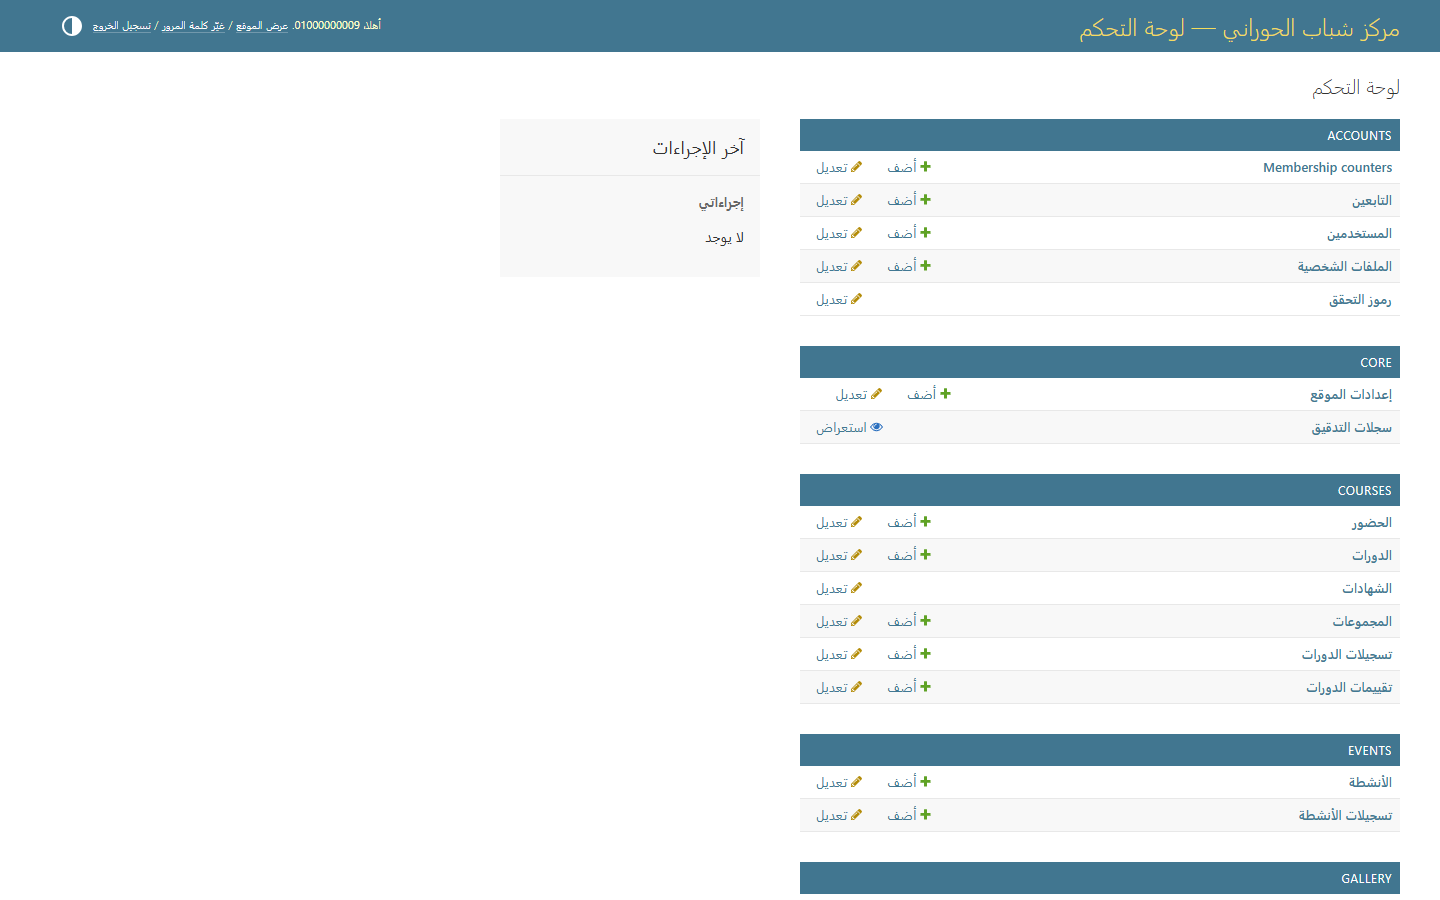 مركز شباب الحوراني — لوحة التحكم
أهلا، 01000000009. عرض الموقع / غيّر كلمة المرور / تسجيل الخروج
لوحة التحكم
ACCOUNTS
Membership counters أضف تعديل
التابعين أضف تعديل
المستخدمين أضف تعديل
الملفات الشخصية أضف تعديل
رموز التحقق تعديل
CORE
إعدادات الموقع أضف تعديل
سجلات التدقيق استعراض
COURSES
الحضور أضف تعديل
الدورات أضف تعديل
الشهادات تعديل
المجموعات أضف تعديل
تسجيلات الدورات أضف تعديل
تقييمات الدورات أضف تعديل
EVENTS
الأنشطة أضف تعديل
تسجيلات الأنشطة أضف تعديل
GALLERY
آخر الإجراءات
إجراءاتي
لا يوجد